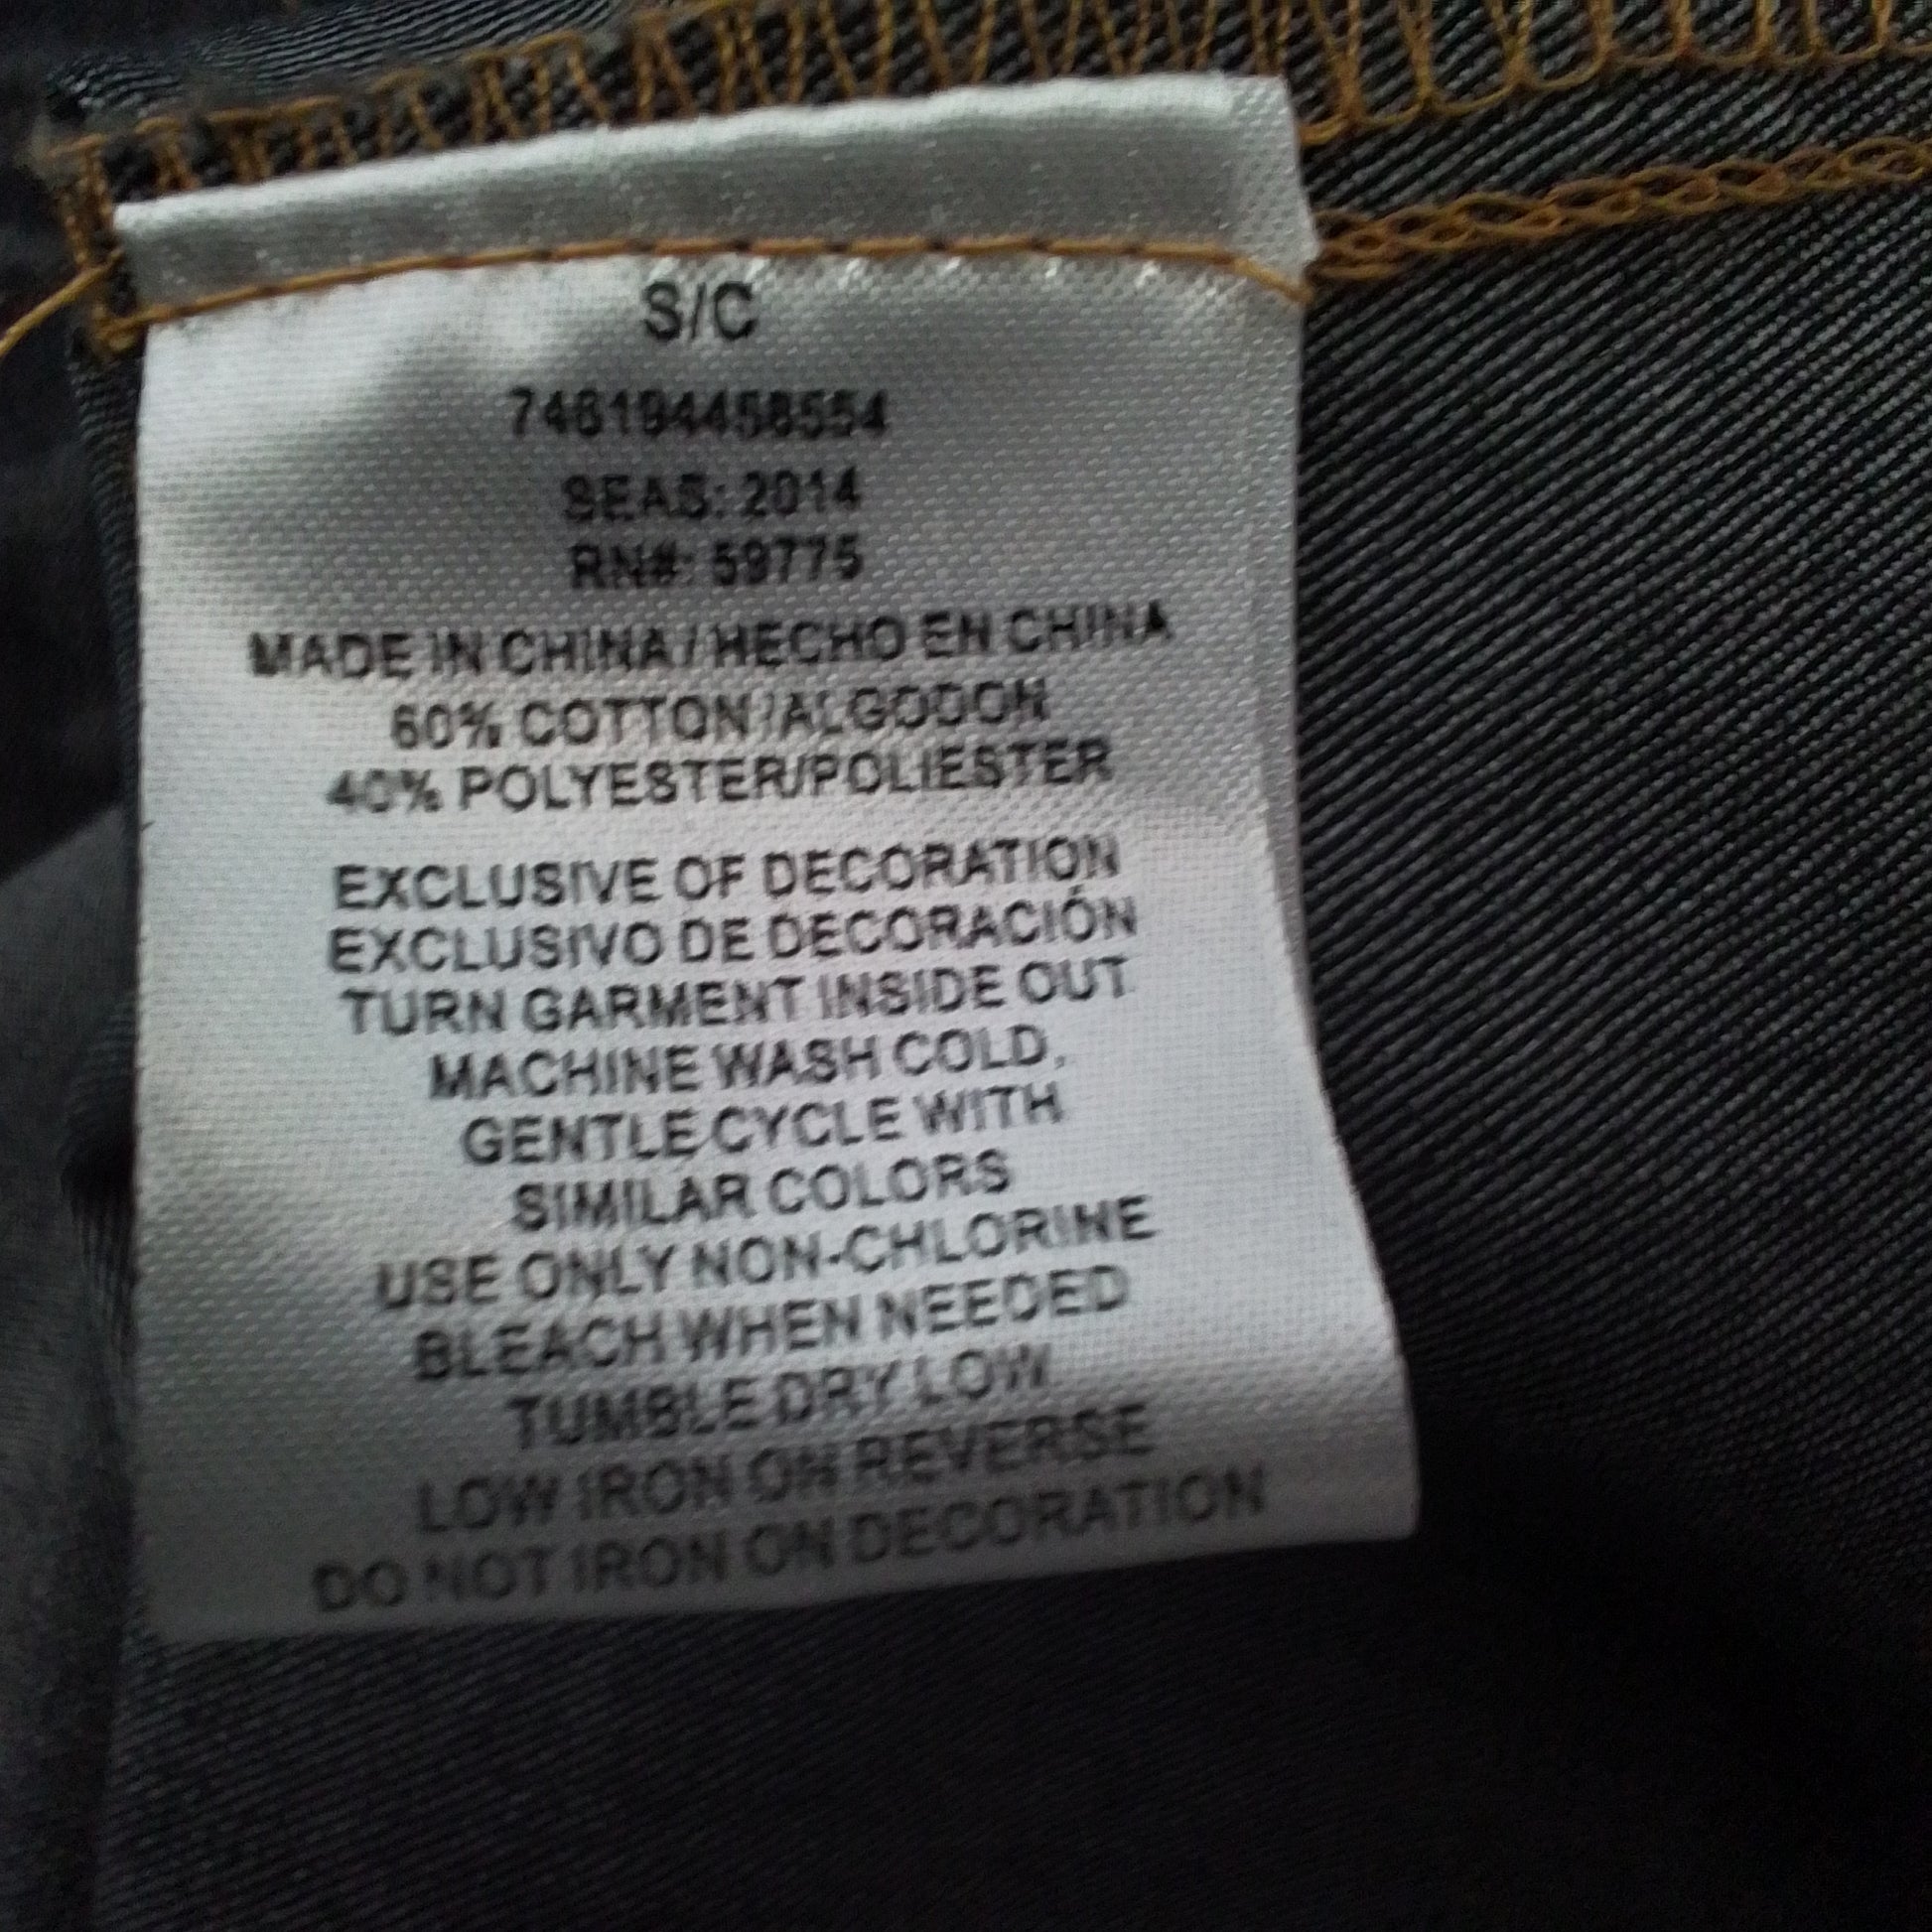 S/C
746194458554
SEAS: 2014
RN#: 59775
MADE IN CHINA / HECHO EN CHINA
60% COTTON/ALGODON
40% POLYESTER/POLIESTER
EXCLUSIVE OF DECORATION
EXCLUSIVO DE DECORACIÓN
TURN GARMENT INSIDE OUT
MACHINE WASH COLD,
GENTLE CYCLE WITH
SIMILAR COLORS
USE ONLY NON-CHLORINE
BLEACH WHEN NEEDED
TUMBLE DRY LOW
LOW IRON ON REVERSE
DO NOT IRON ON DECORATION